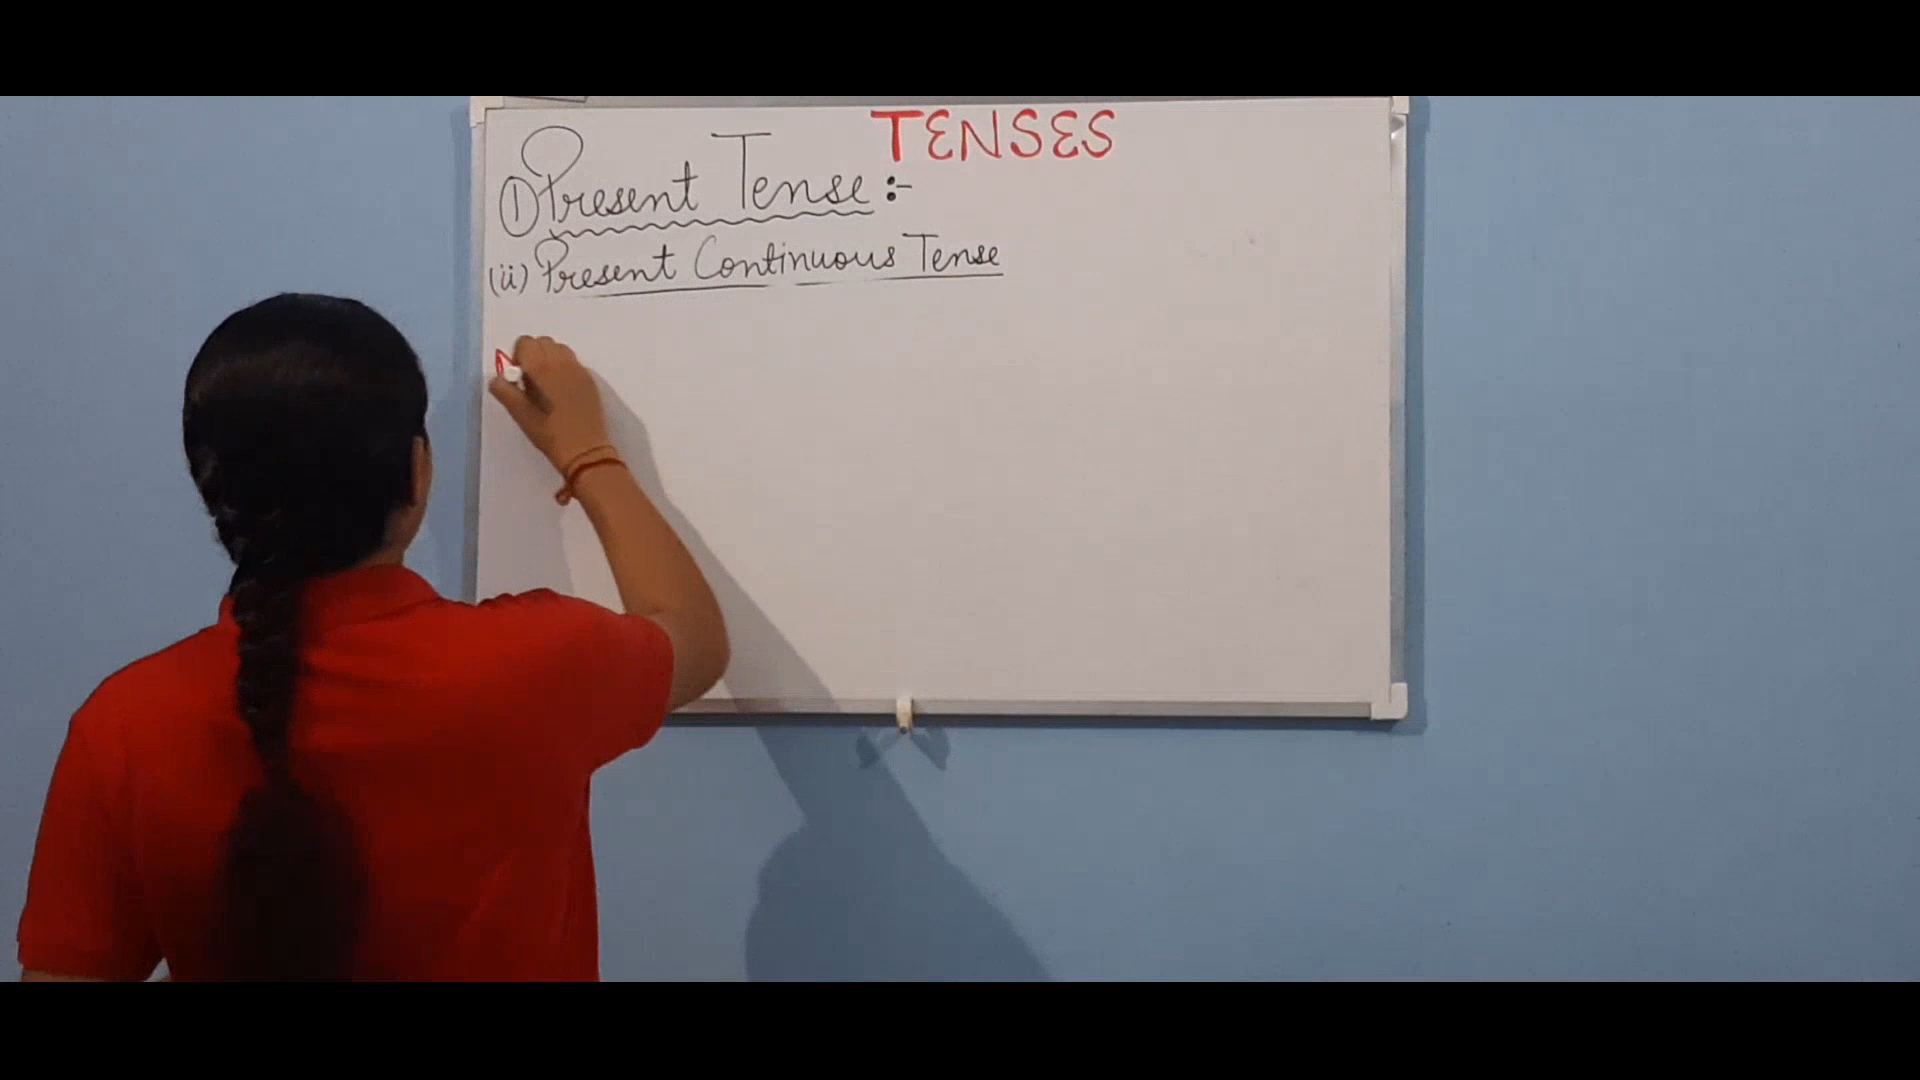 TENSES
① Present Tense :-
(ii) Present Continuous Tense